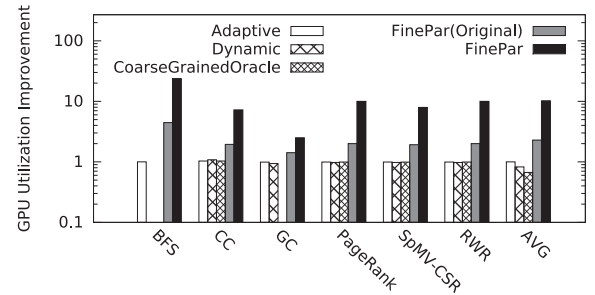 GPU Utilization Improvement
100
10
1
0.1
Adaptive
Dynamic
CoarseGrainedOracle
FinePar(Original)
FinePar
BFS
CC
GC
PageRank
SpMV-CSR
RWR
AVG